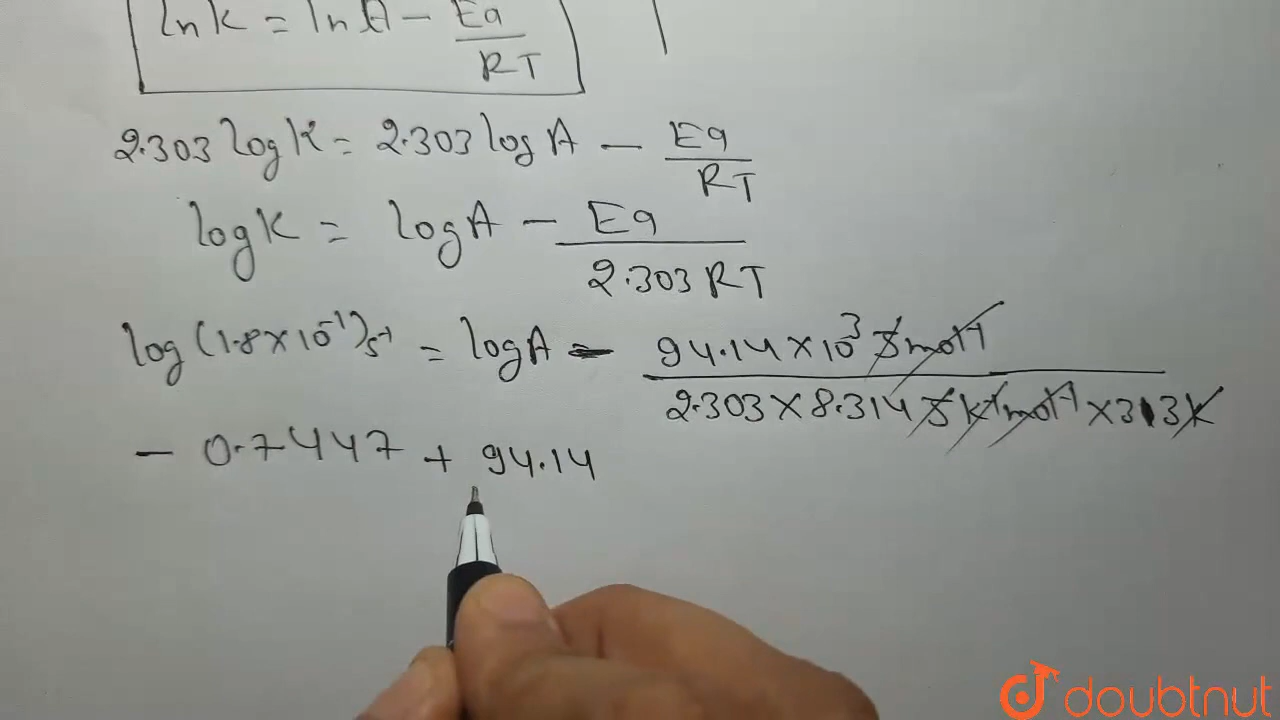 ln K = ln A - Ea/RT
2.303 log K = 2.303 log A - Ea/RT
log K = log A - Ea/2.303 RT
log (1.8 × 10⁻¹) s⁻¹ = log A - 94.14 × 10³ J mol⁻¹/2.303 × 8.314 J K⁻¹ mol⁻¹ × 313 K
- 0.7447 + 94.14
doubtnut